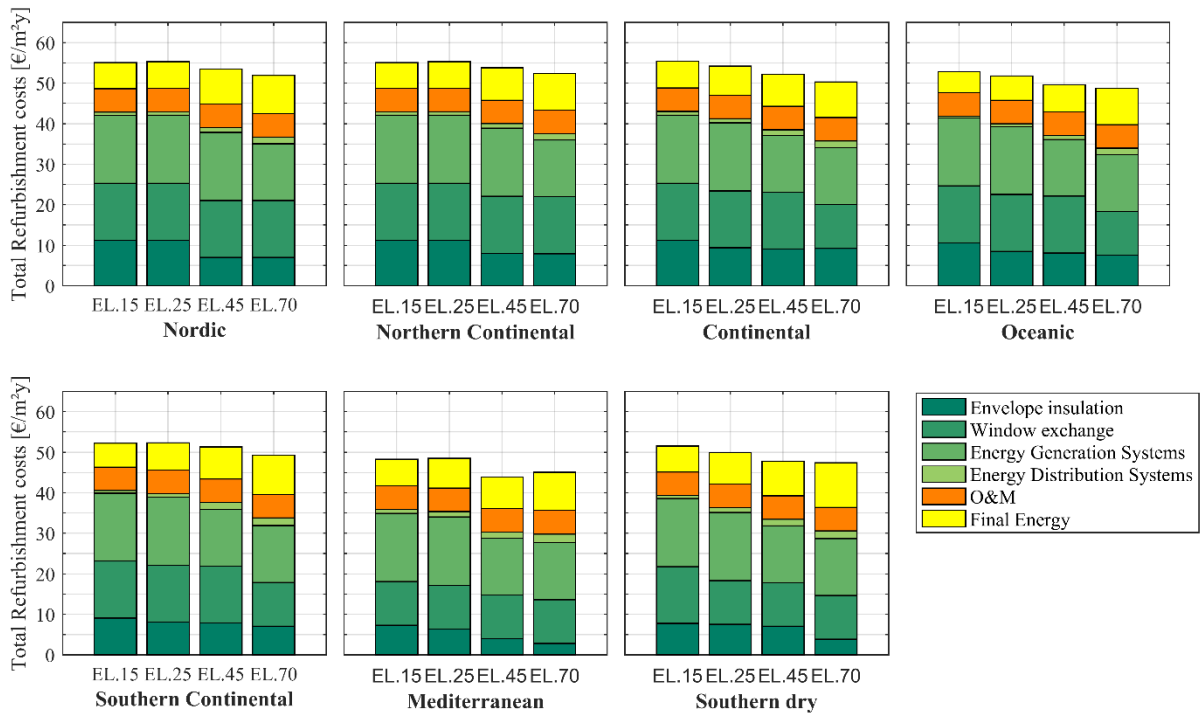 Total Refurbishment costs [€/m²y]
60
50
40
30
20
10
0
EL.15 EL.25 EL.45 EL.70
Nordic
EL.15 EL.25 EL.45 EL.70
Northern Continental
EL.15 EL.25 EL.45 EL.70
Continental
EL.15 EL.25 EL.45 EL.70
Oceanic
Total Refurbishment costs [€/m²y]
60
50
40
30
20
10
0
EL.15 EL.25 EL.45 EL.70
Southern Continental
EL.15 EL.25 EL.45 EL.70
Mediterranean
EL.15 EL.25 EL.45 EL.70
Southern dry
Envelope insulation
Window exchange
Energy Generation Systems
Energy Distribution Systems
O&M
Final Energy